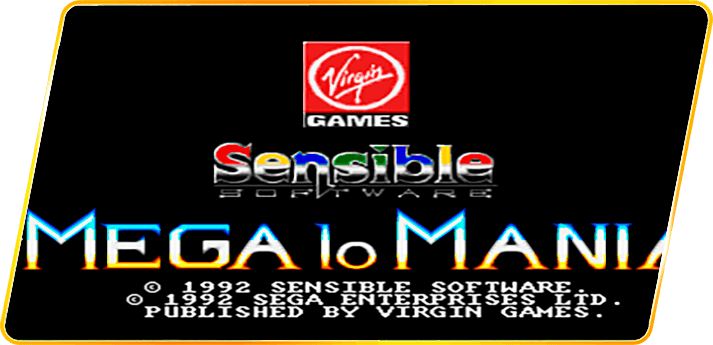 Virgin
GAMES
Sensible
SOFTWARE
MEGA lo MANIA
© 1992 SENSIBLE SOFTWARE.
© 1992 SEGA ENTERPRISES LTD.
PUBLISHED BY VIRGIN GAMES.